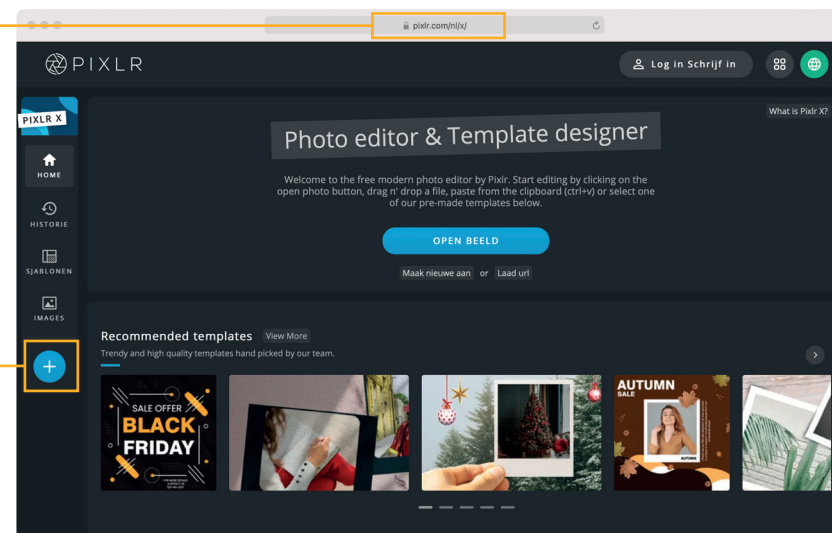 pixlr.com/nl/x/
PIXLR
Log in Schrijf in
PIXLR X
What is Pixlr X?
HOME
HISTORIE
SJABLONEN
IMAGES
Photo editor & Template designer
Welcome to the free modern photo editor by Pixlr. Start editing by clicking on the
open photo button, drag n' drop a file, paste from the clipboard (ctrl+v) or select one
of our pre-made templates below.
OPEN BEELD
Maak nieuwe aan or Laad url
Recommended templates View More
Trendy and high quality templates hand picked by our team.
SALE OFFER
BLACK
FRIDAY
AUTUMN
SALE
AUTUMN